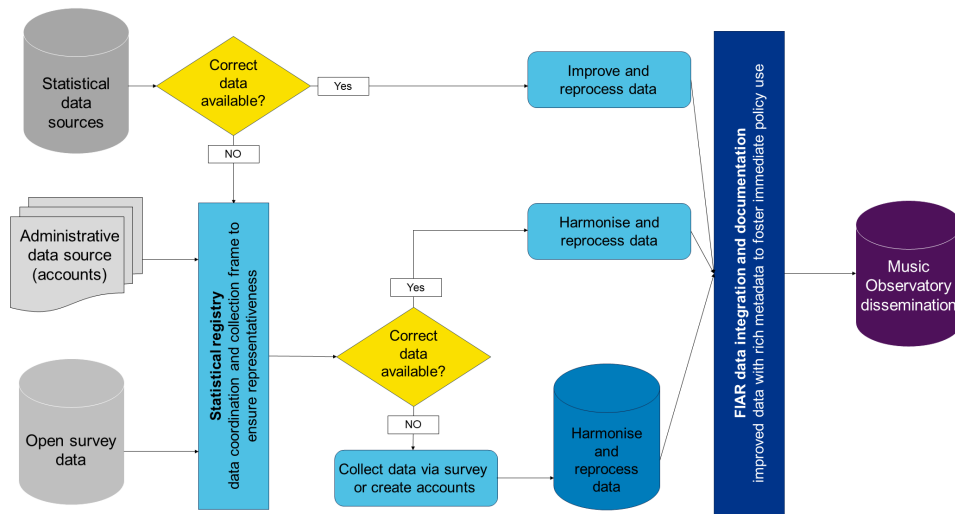 Statistical
data
sources
Correct
data
available?
Yes
Improve and
reprocess data
NO
Administrative
data source
(accounts)
Statistical registry
data coordination and collection frame to
ensure representativeness
Harmonise and
reprocess data
Yes
Correct
data
available?
NO
Open survey
data
Collect data via survey
or create accounts
Harmonise and
reprocess
data
FIAR data integration and documentation
improved data with rich metadata to foster immediate policy use
Music
Observatory
dissemination